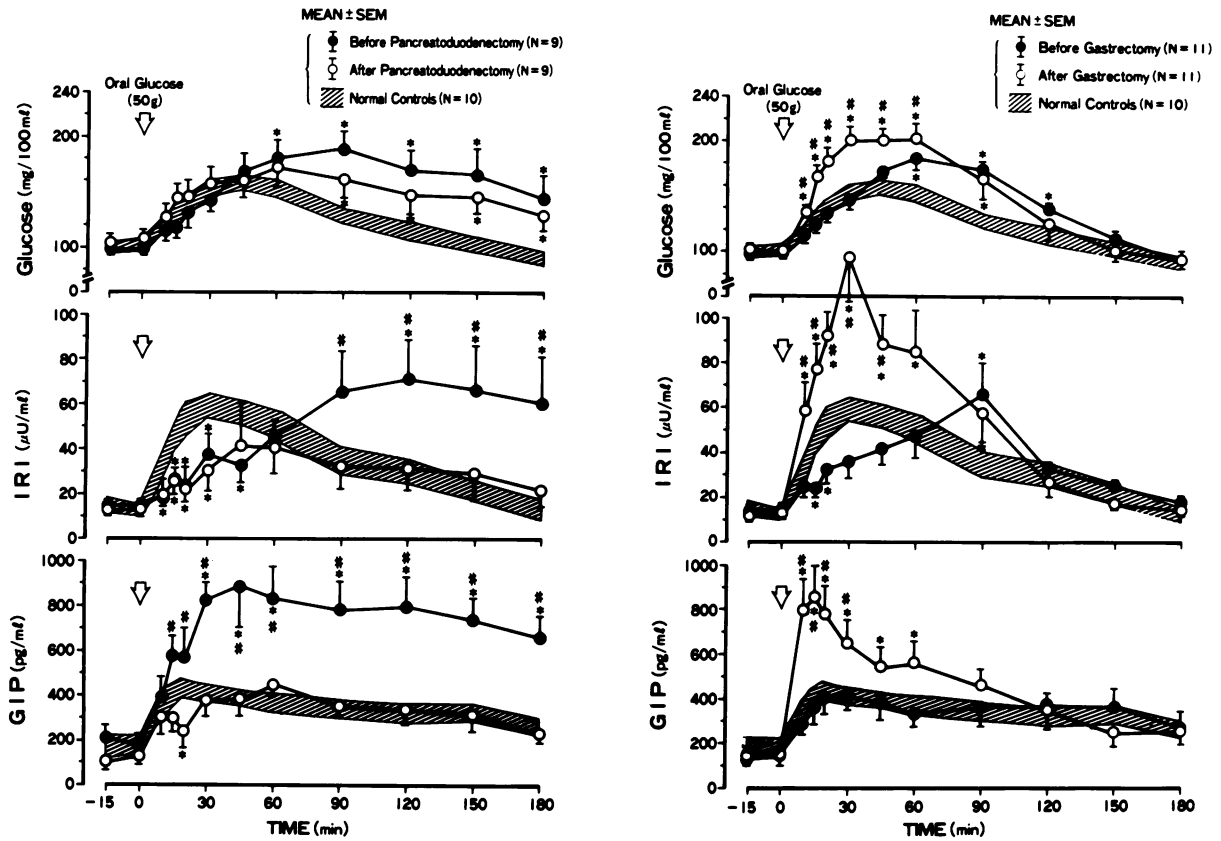 MEAN ± SEM
Before Pancreatoduodenectomy (N = 9)
After Pancreatoduodenectomy (N = 9)
Normal Controls (N = 10)
Oral Glucose
(50g)
Glucose (mg/100ml)
240
200
100
0
IRI (μU/ml)
100
80
60
40
20
0
GIP (pg/ml)
1000
800
600
400
200
0
-15 0 30 60 90 120 150 180
TIME (min)
MEAN ± SEM
Before Gastrectomy (N = 11)
After Gastrectomy (N = 11)
Normal Controls (N = 10)
Oral Glucose
(50g)
Glucose (mg/100ml)
240
200
100
0
IRI (μU/ml)
100
80
60
40
20
0
GIP (pg/ml)
1000
800
600
400
200
0
-15 0 30 60 90 120 150 180
TIME (min)